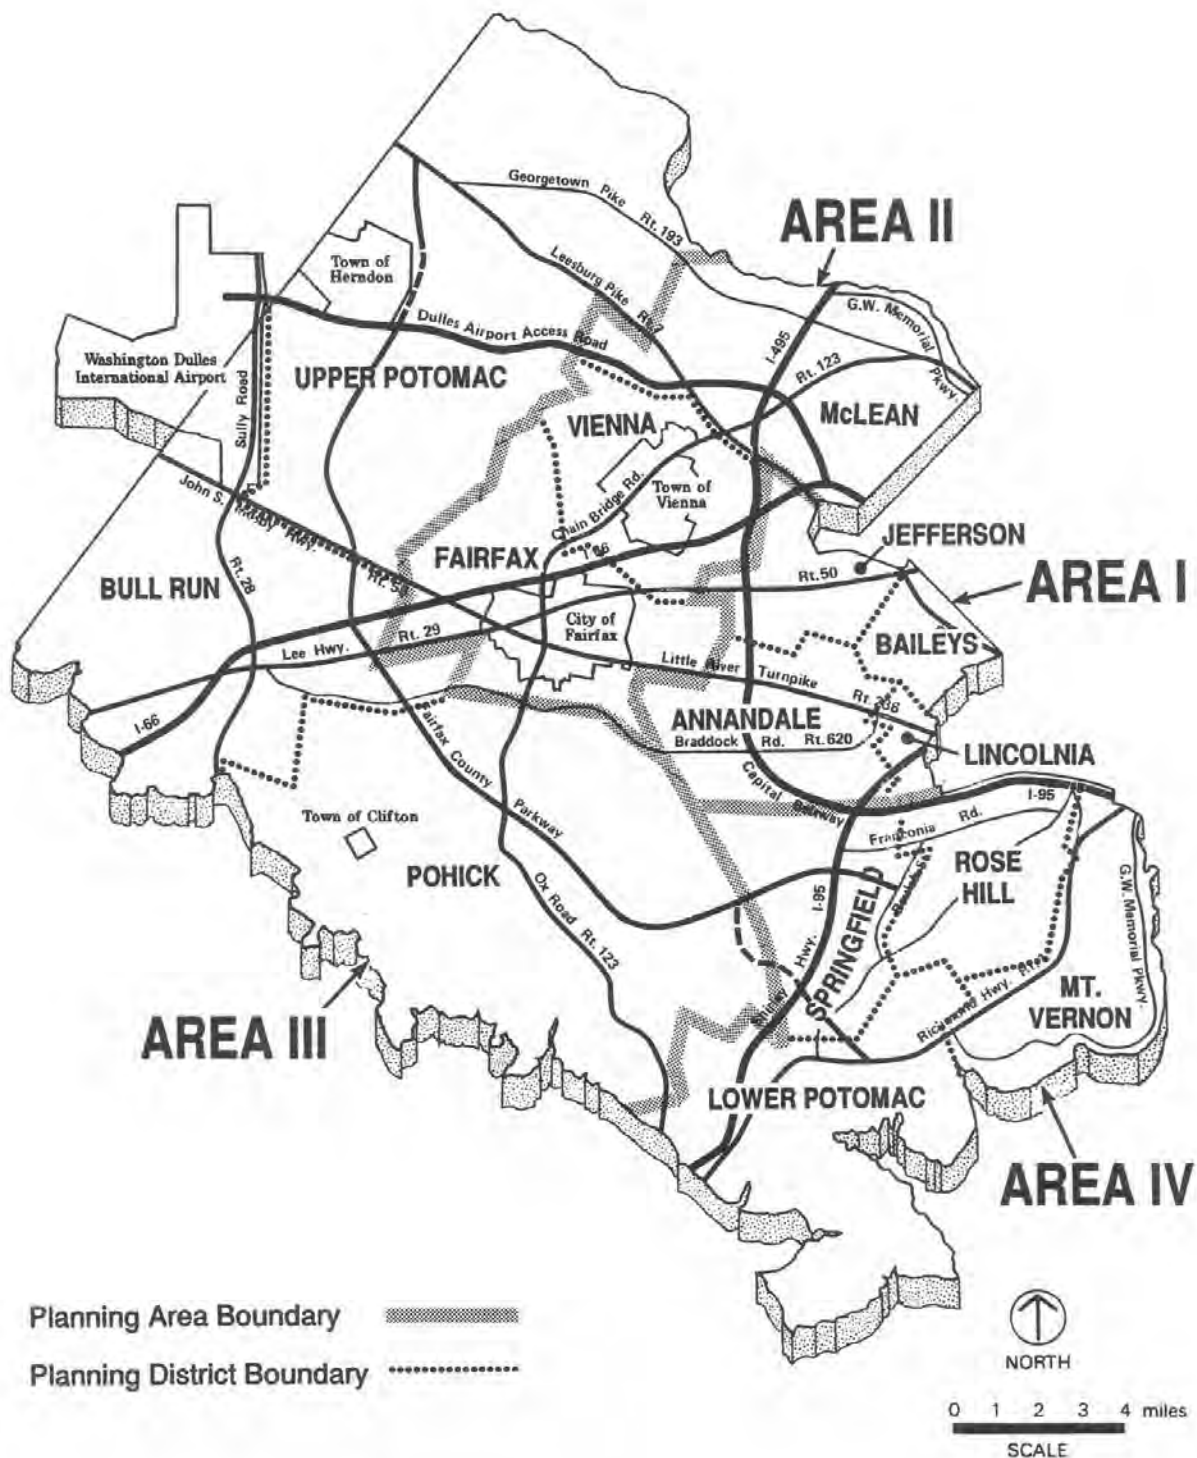 Georgetown Pike Rt. 193
AREA II
Town of
Herndon
Leesburg Pike Rt. 7
G.W. Memorial Pkwy.
Dulles Airport Access Road
I-495
Rt. 123
Washington Dulles
International Airport
UPPER POTOMAC
Sully Road
VIENNA
McLEAN
Chain Bridge Rd.
Town of
Vienna
John S. Hwy.
JEFFERSON
FAIRFAX
I-66
Rt. 28
Rt. 50
AREA I
BULL RUN
City of
Fairfax
BAILEYS
Lee Hwy. Rt. 29
Little River Turnpike Rt. 236
ANNANDALE
Braddock Rd. Rt. 620
I-66
LINCOLNIA
Fairfax County Parkway
Capital Beltway
I-95
Town of Clifton
Franconia Rd.
ROSE
HILL
POHICK
Ox Road Rt. 123
I-95
Shirley Hwy.
SPRINGFIELD
G.W. Memorial Pkwy.
Richmond Hwy.
MT.
VERNON
AREA III
LOWER POTOMAC
AREA IV
Planning Area Boundary
Planning District Boundary
NORTH
0 1 2 3 4 miles
SCALE